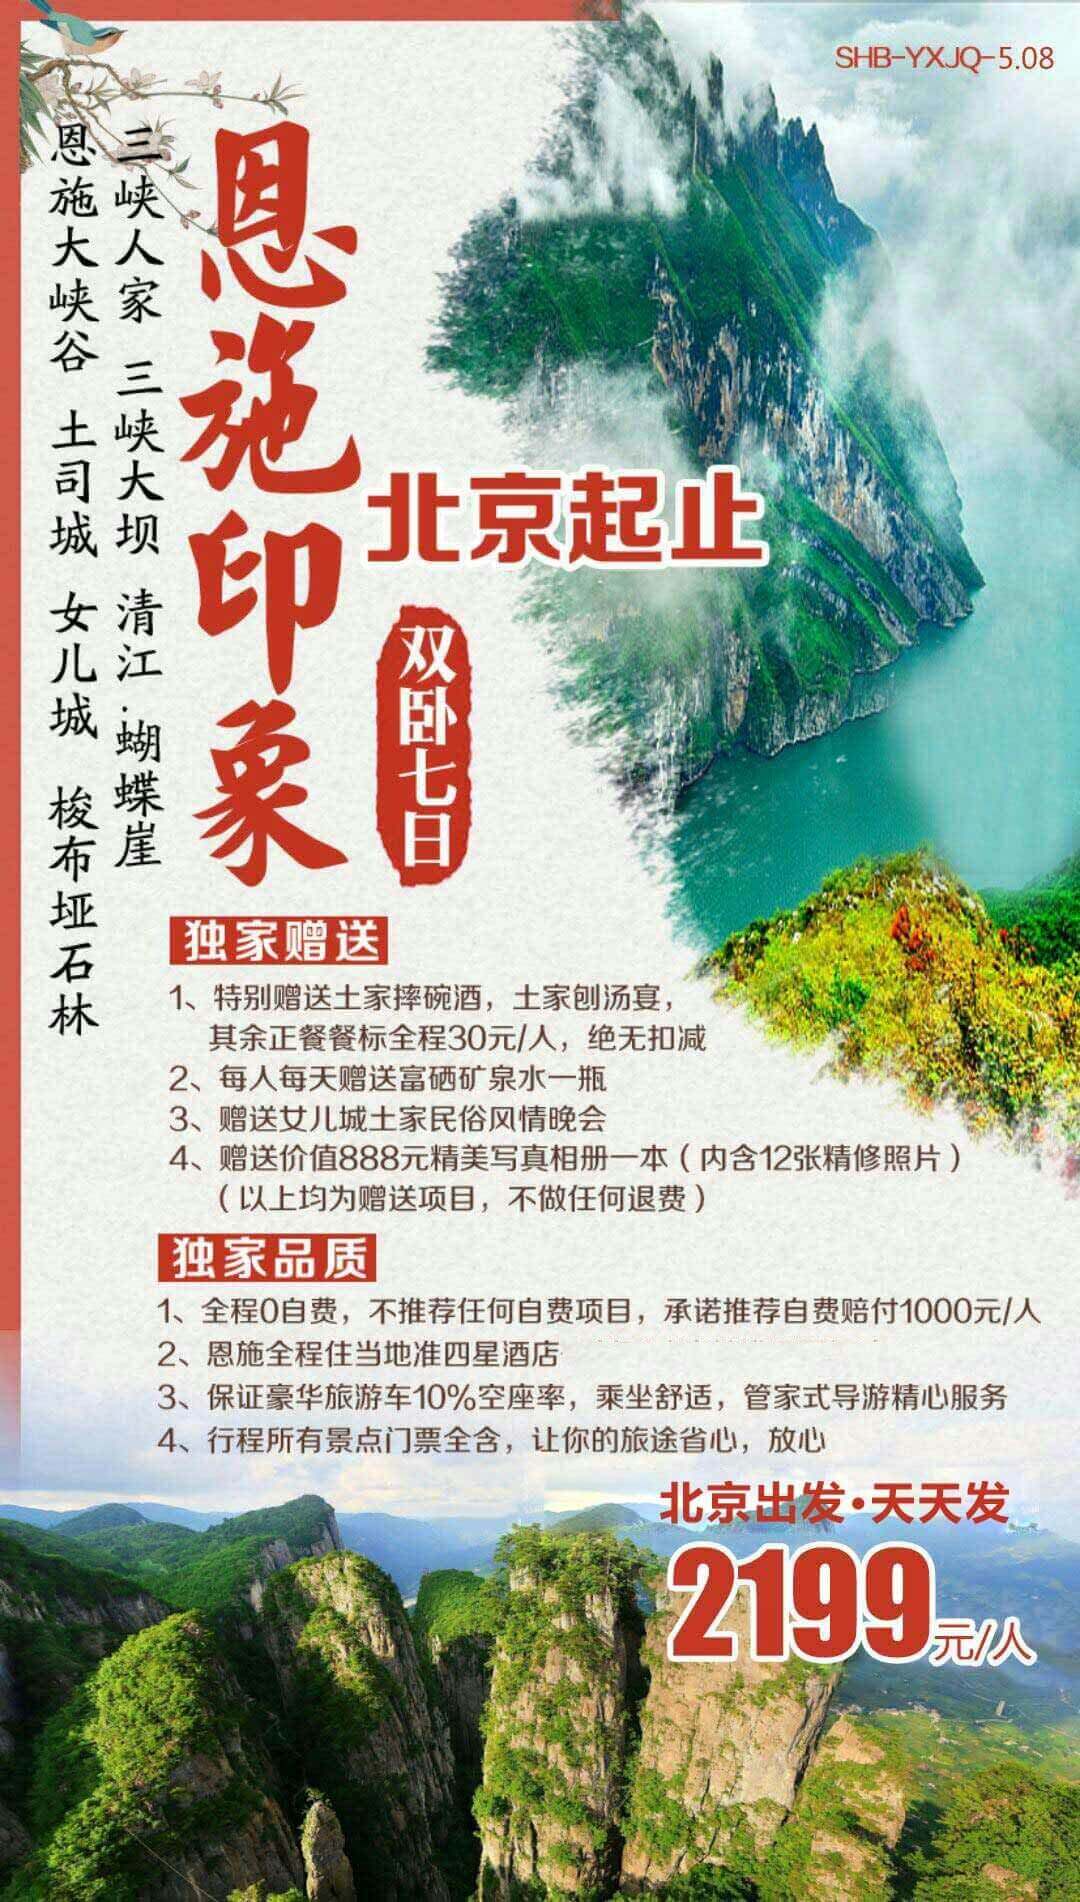 SHB-YXJQ-5.08
三峡人家 三峡大坝 清江·蝴蝶崖
恩施大峡谷 土司城 女儿城 梭布垭石林
恩施印象
北京起止
双卧七日
独家赠送
1、特别赠送土家摔碗酒，土家刨汤宴，
其余正餐餐标全程30元/人，绝无扣减
2、每人每天赠送富硒矿泉水一瓶
3、赠送女儿城土家民俗风情晚会
4、赠送价值888元精美写真相册一本（内含12张精修照片）
（以上均为赠送项目，不做任何退费）
独家品质
1、全程0自费，不推荐任何自费项目，承诺推荐自费赔付1000元/人
2、恩施全程住当地准四星酒店
3、保证豪华旅游车10%空座率，乘坐舒适，管家式导游精心服务
4、行程所有景点门票全含，让你的旅途省心，放心
北京出发·天天发
2199元/人